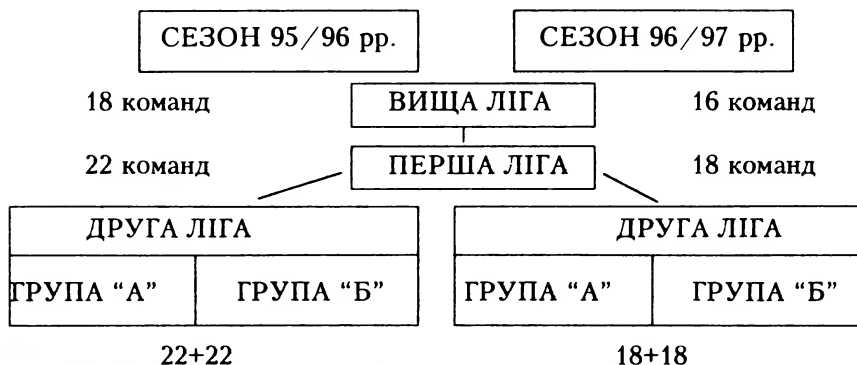 СЕЗОН 95/96 рр. СЕЗОН 96/97 рр.
18 команд ВИЩА ЛІГА 16 команд
22 команд ПЕРША ЛІГА 18 команд
ДРУГА ЛІГА ДРУГА ЛІГА
ГРУПА “А” ГРУПА “Б” ГРУПА “А” ГРУПА “Б”
22+22 18+18